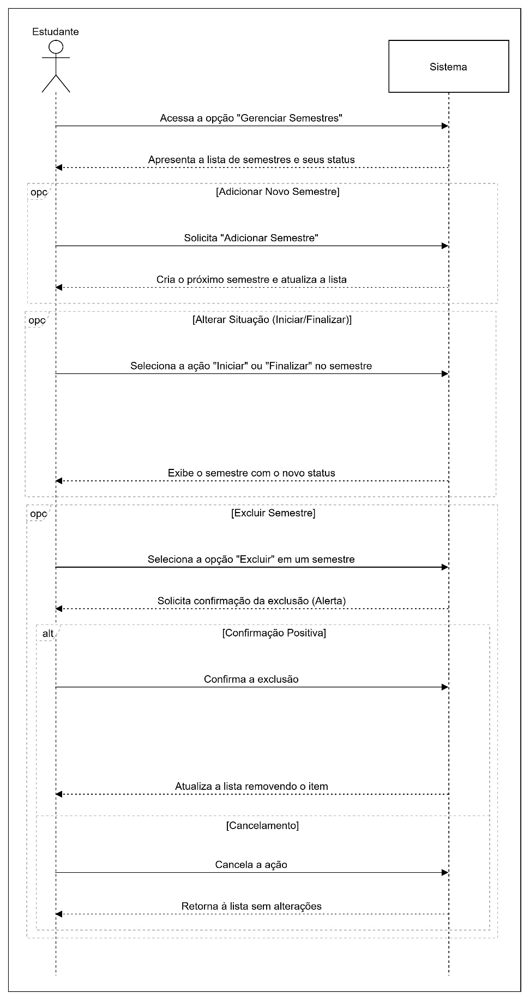 Estudante
Sistema
Acessa a opção "Gerenciar Semestres"
Apresenta a lista de semestres e seus status
opc
[Adicionar Novo Semestre]
Solicita "Adicionar Semestre"
Cria o próximo semestre e atualiza a lista
opc
[Alterar Situação (Iniciar/Finalizar)]
Seleciona a ação "Iniciar" ou "Finalizar" no semestre
Exibe o semestre com o novo status
opc
[Excluir Semestre]
Seleciona a opção "Excluir" em um semestre
Solicita confirmação da exclusão (Alerta)
alt
[Confirmação Positiva]
Confirma a exclusão
Atualiza a lista removendo o item
[Cancelamento]
Cancela a ação
Retorna à lista sem alterações